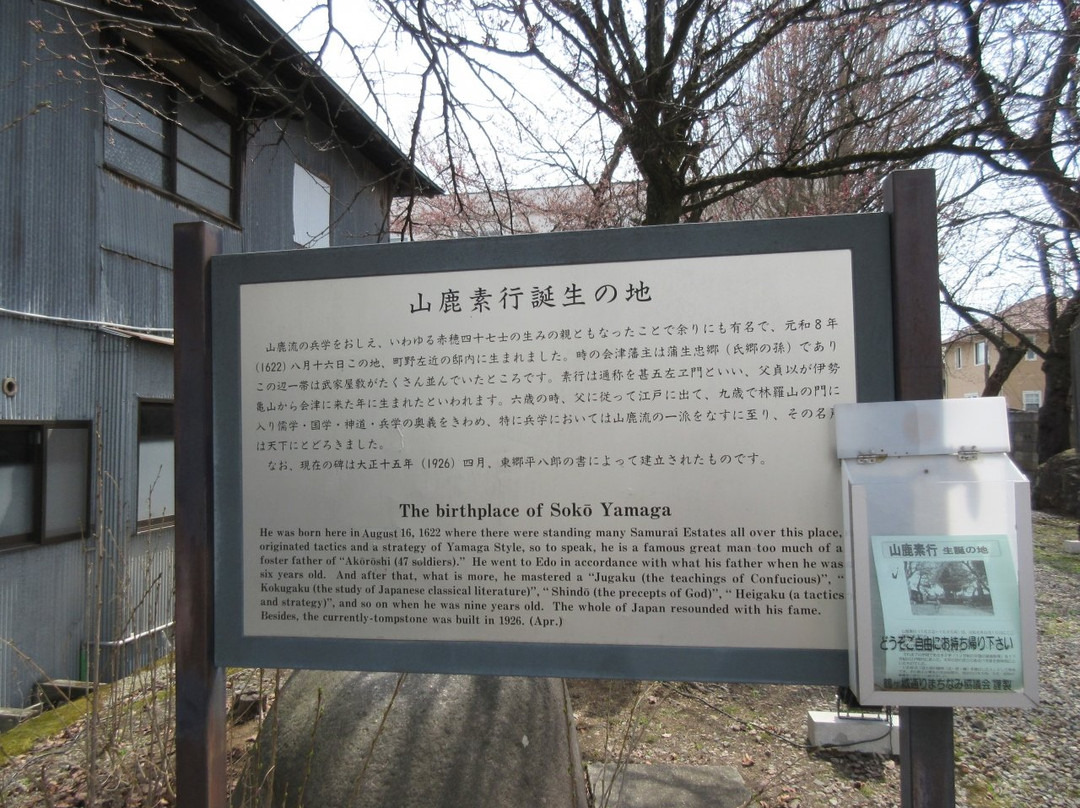 山鹿素行誕生の地
山鹿流の兵学をおしえ、いわゆる赤穂四十七士の生みの親ともなったことで余りにも有名で、元和8年
(1622)八月十六日この地、町野左近の邸内に生まれました。時の会津藩主は蒲生忠郷(氏郷の孫)であり
この辺一帯は武家屋敷がたくさん並んでいたところです。素行は通称を甚五左ヱ門といい、父貞以が伊勢
亀山から会津に来た年に生まれたといわれます。六歳の時、父に従って江戸に出て、九歳で林羅山の門に
入り儒学・国学・神道・兵学の奥義をきわめ、特に兵学においては山鹿流の一派をなすに至り、その名声
は天下にとどろきました。
なお、現在の碑は大正十五年(1926)四月、東郷平八郎の書によって建立されたものです。
The birthplace of Sokō Yamaga
He was born here in August 16, 1622 where there were standing many Samurai Estates all over this place,
originated tactics and a strategy of Yamaga Style, so to speak, he is a famous great man too much of a
foster father of "Akōrōshi (47 soldiers)." He went to Edo in accordance with what his father when he was
six years old. And after that, what is more, he mastered a "Jugaku (the teachings of Confucious)", "
Kokugaku (the study of Japanese classical literature)", "Shindō (the precepts of God)", " Heigaku (a tactics
and strategy)", and so on when he was nine years old. The whole of Japan resounded with his fame.
Besides, the currently-tompstone was built in 1926. (Apr.)
山鹿素行 生誕の地
どうぞご自由にお持ち帰り下さい